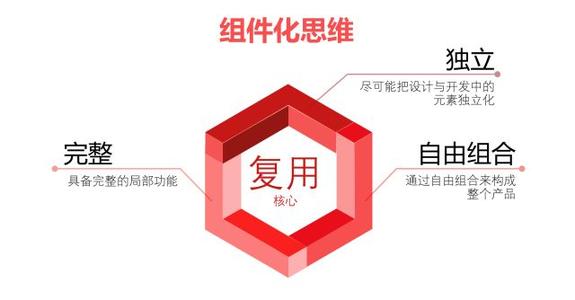 组件化思维
独立
尽可能把设计与开发中的
元素独立化
完整
具备完整的局部功能
复用
核心
自由组合
通过自由组合来构成
整个产品